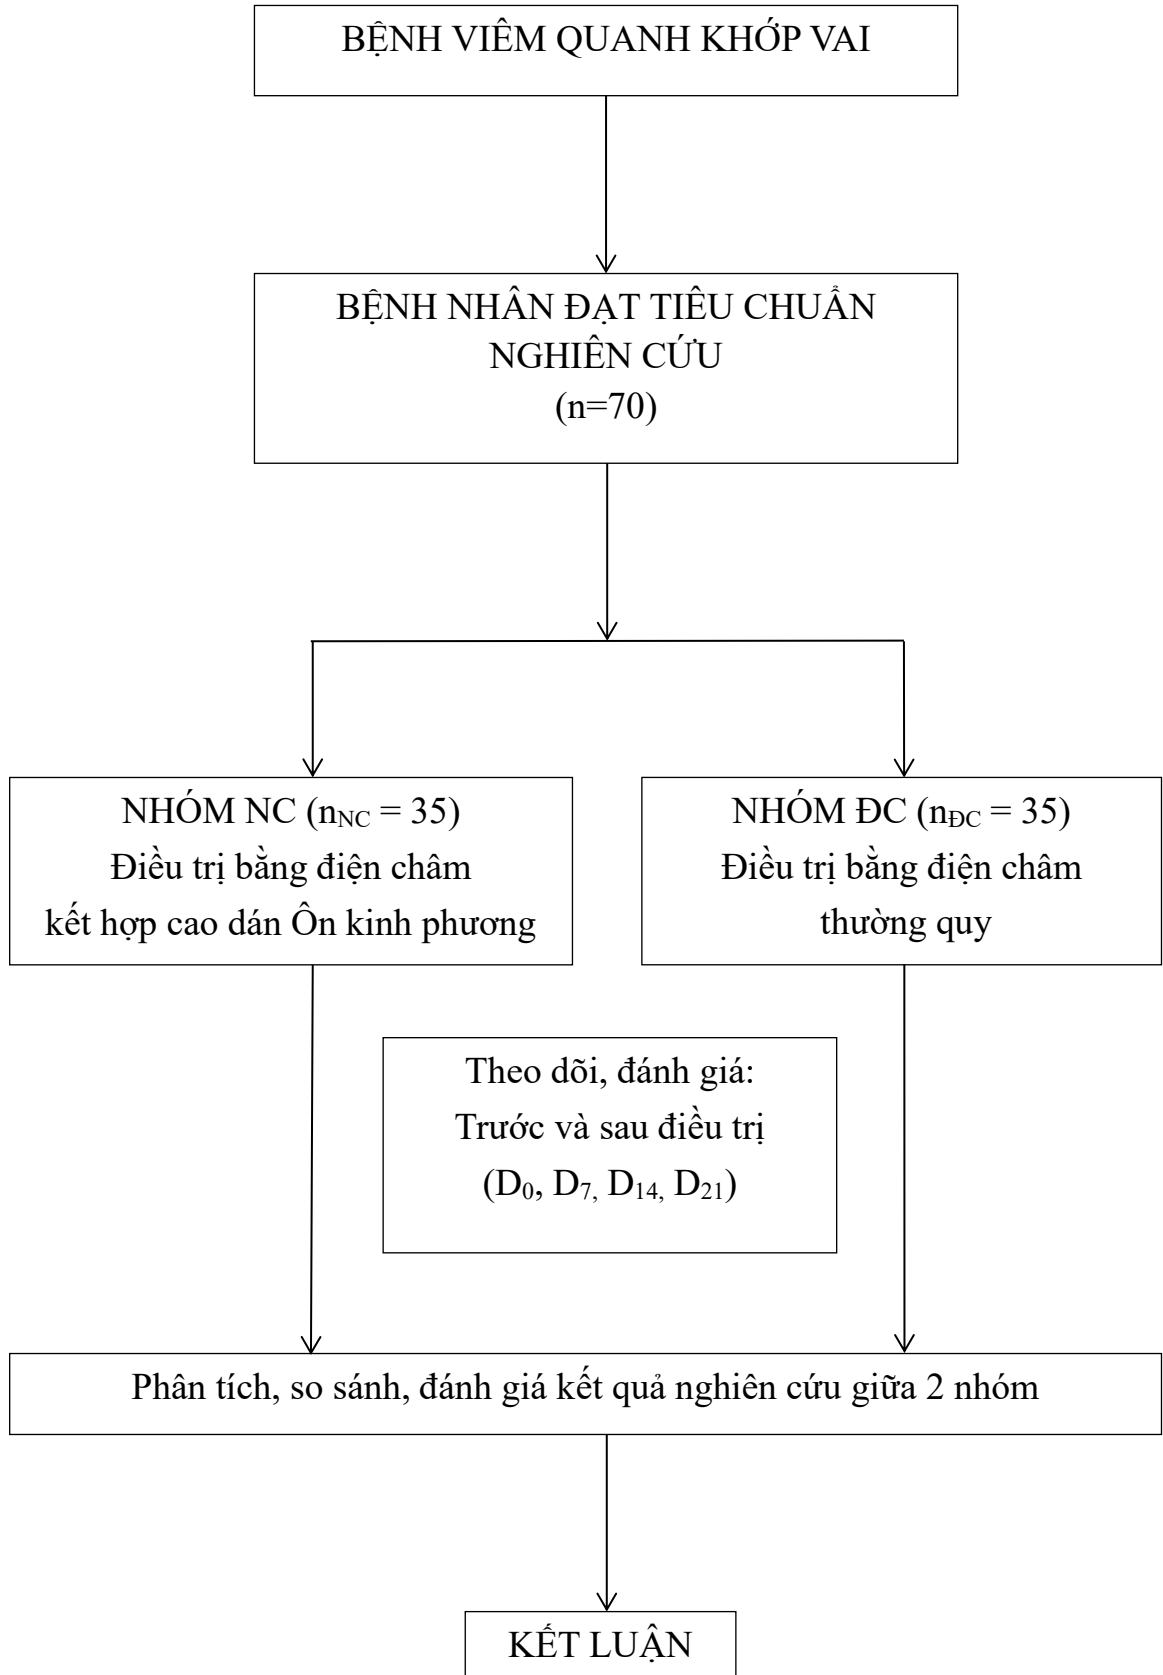 BỆNH VIÊM QUANH KHỚP VAI
BỆNH NHÂN ĐẠT TIÊU CHUẨN
NGHIÊN CỨU
(n=70)
NHÓM NC (nNC = 35)
Điều trị bằng điện châm
kết hợp cao dán Ôn kinh phương
NHÓM ĐC (nĐC = 35)
Điều trị bằng điện châm
thường quy
Theo dõi, đánh giá:
Trước và sau điều trị
(D0, D7, D14, D21)
Phân tích, so sánh, đánh giá kết quả nghiên cứu giữa 2 nhóm
KẾT LUẬN